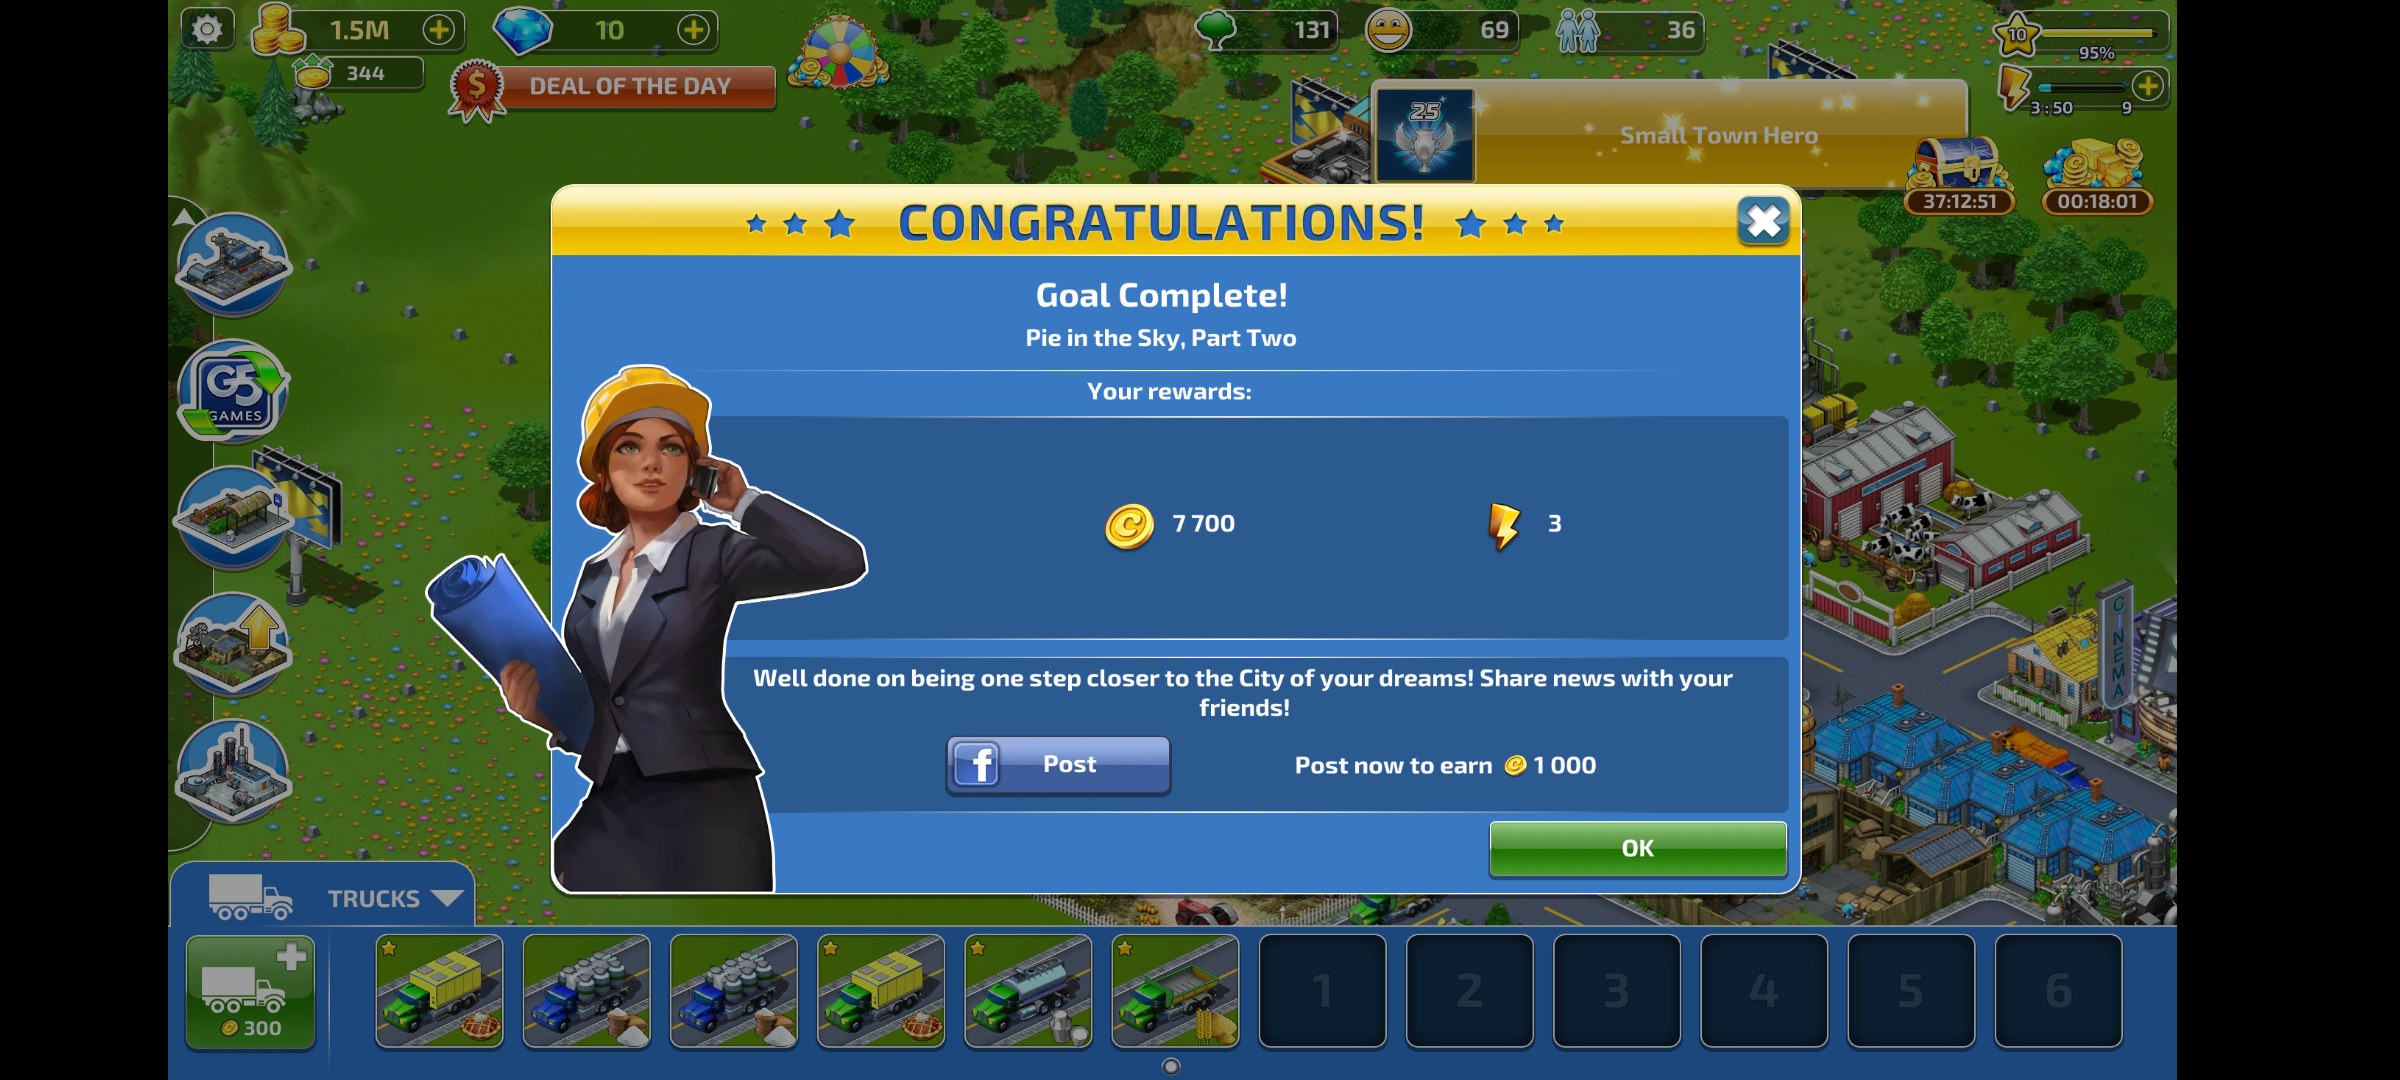 1.5M
10
131
69
36
10
95%
344
DEAL OF THE DAY
3:50
9
25
Small Town Hero
37:12:51
00:18:01
CONGRATULATIONS!
Goal Complete!
Pie in the Sky, Part Two
Your rewards:
G5
GAMES
7 700
3
CINEMA
Well done on being one step closer to the City of your dreams! Share news with your
friends!
f
Post
Post now to earn 1 000
OK
TRUCKS
300
1
2
3
4
5
6